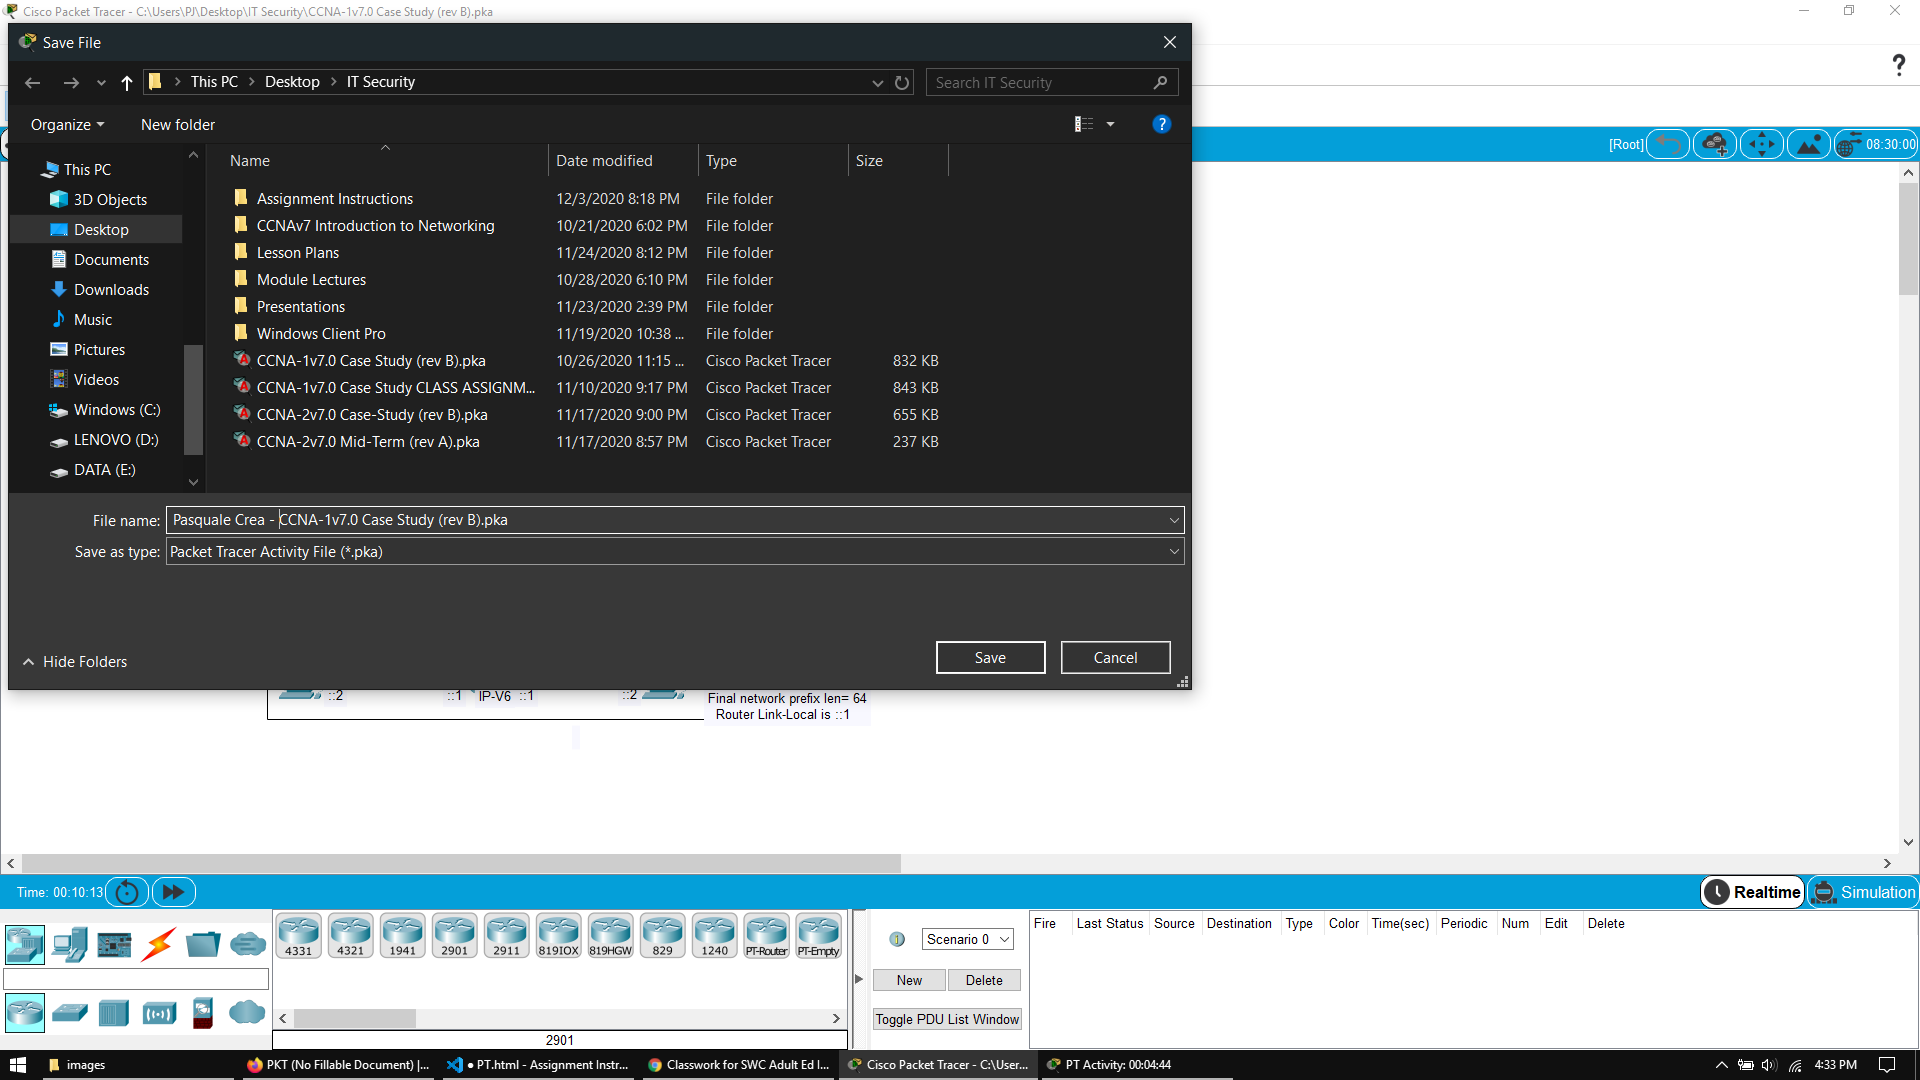 Cisco Packet Tracer - C:\Users\PJ\Desktop\IT Security\CCNA-1v7.0 Case Study (rev B).pka
Save File
This PC > Desktop > IT Security
Search IT Security
?
Organize
New folder
?
[Root]
08:30:00
Name
Date modified
Type
Size
This PC
3D Objects
Desktop
Documents
Downloads
Music
Pictures
Videos
Windows (C:)
LENOVO (D:)
DATA (E:)
Assignment Instructions 12/3/2020 8:18 PM File folder
CCNAv7 Introduction to Networking 10/21/2020 6:02 PM File folder
Lesson Plans 11/24/2020 8:12 PM File folder
Module Lectures 10/28/2020 6:10 PM File folder
Presentations 11/23/2020 2:39 PM File folder
Windows Client Pro 11/19/2020 10:38 ... File folder
CCNA-1v7.0 Case Study (rev B).pka 10/26/2020 11:15 ... Cisco Packet Tracer 832 KB
CCNA-1v7.0 Case Study CLASS ASSIGNM... 11/10/2020 9:17 PM Cisco Packet Tracer 843 KB
CCNA-2v7.0 Case-Study (rev B).pka 11/17/2020 9:00 PM Cisco Packet Tracer 655 KB
CCNA-2v7.0 Mid-Term (rev A).pka 11/17/2020 8:57 PM Cisco Packet Tracer 237 KB
File name: Pasquale Crea - CCNA-1v7.0 Case Study (rev B).pka
Save as type: Packet Tracer Activity File (*.pka)
Hide Folders
Save
Cancel
::2 ::1 IP-V6 ::1 ::2
Final network prefix len= 64
Router Link-Local is ::1
Time: 00:10:13
Realtime
Simulation
4331 4321 1941 2901 2911 819IOX 819HGW 829 1240 PT-Router PT-Empty
2901
Scenario 0
New
Delete
Toggle PDU List Window
Fire Last Status Source Destination Type Color Time(sec) Periodic Num Edit Delete
images
PKT (No Fillable Document) |...
● PT.html - Assignment Instr...
Classwork for SWC Adult Ed I...
Cisco Packet Tracer - C:\User...
PT Activity: 00:04:44
4:33 PM